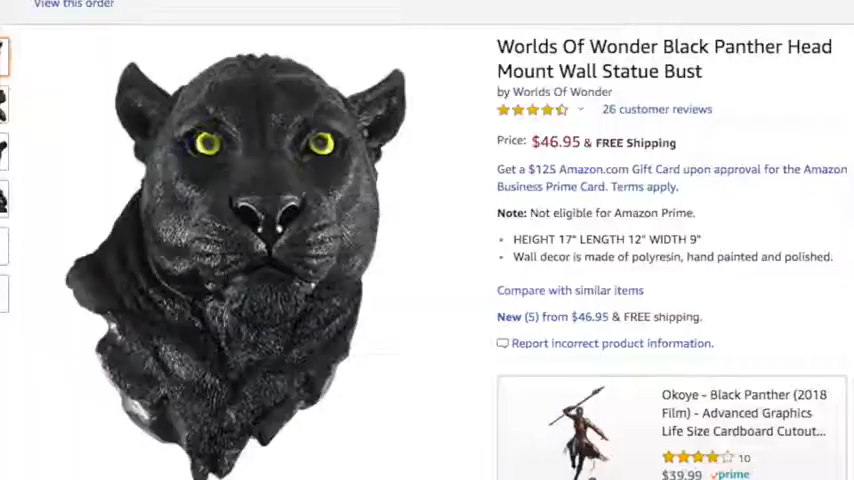 View this order
Worlds Of Wonder Black Panther Head
Mount Wall Statue Bust
by Worlds Of Wonder
26 customer reviews
Price: $46.95 & FREE Shipping
Get a $125 Amazon.com Gift Card upon approval for the Amazon
Business Prime Card. Terms apply.
Note: Not eligible for Amazon Prime.
• HEIGHT 17" LENGTH 12" WIDTH 9"
• Wall decor is made of polyresin, hand painted and polished.
Compare with similar items
New (5) from $46.95 & FREE shipping.
Report incorrect product information.
Okoye - Black Panther (2018
Film) - Advanced Graphics
Life Size Cardboard Cutout...
10
$39.99 prime